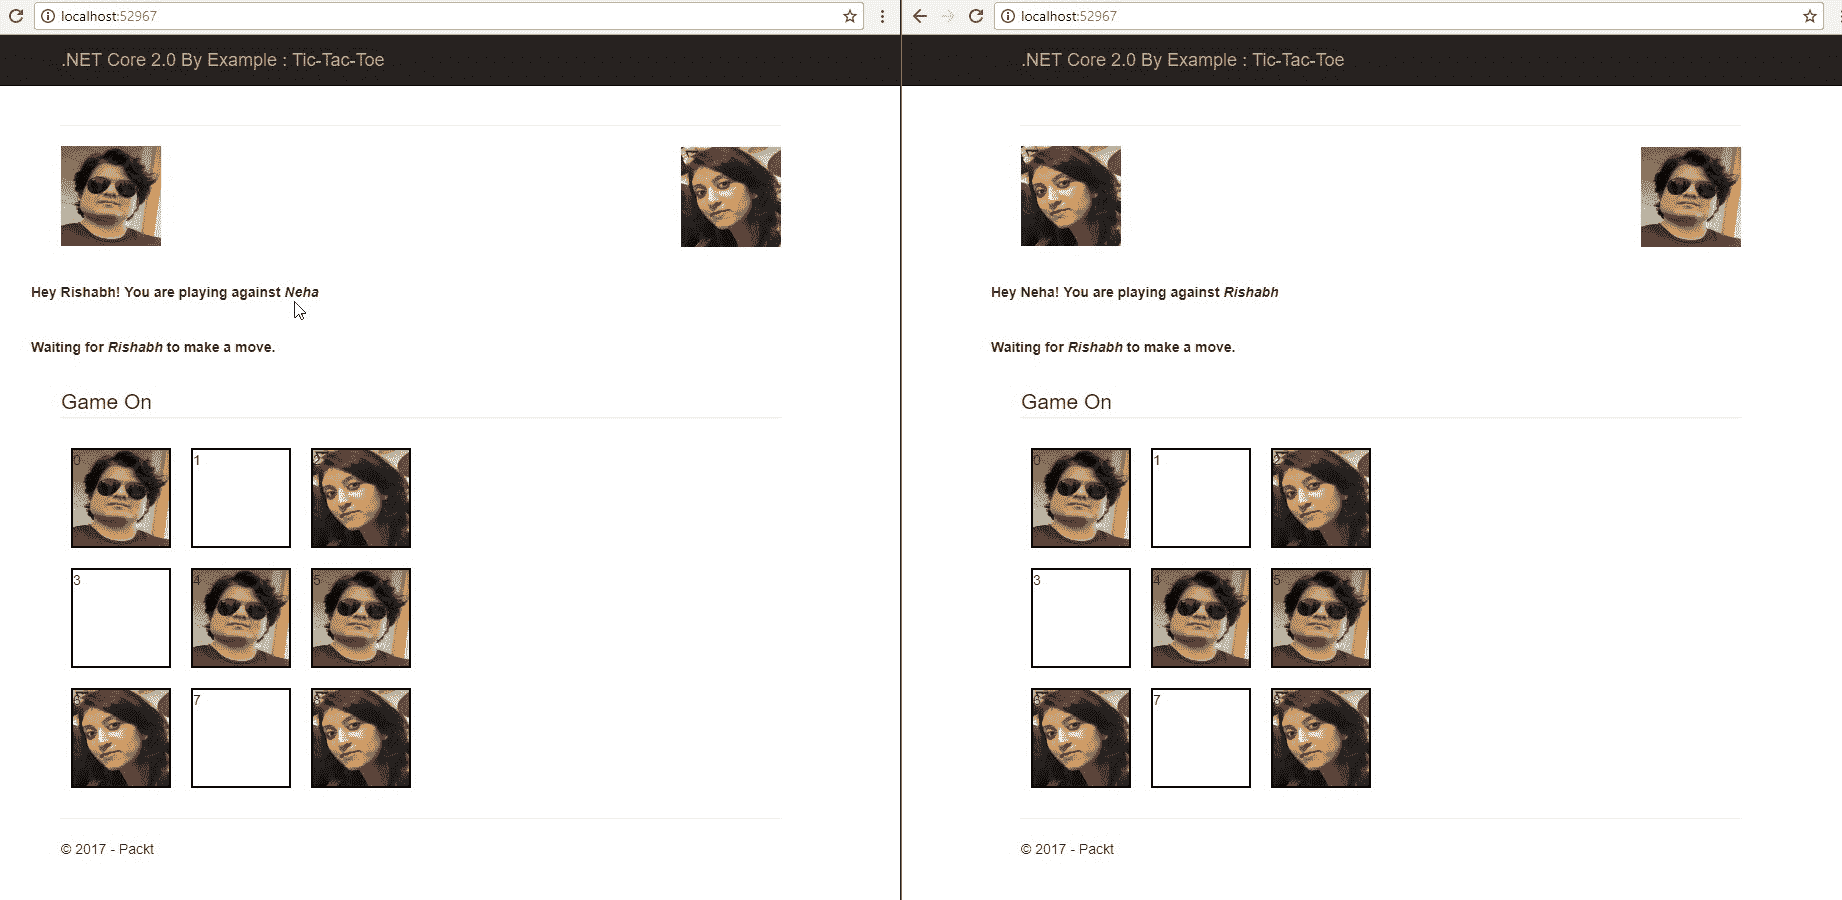 localhost:52967
.NET Core 2.0 By Example : Tic-Tac-Toe
Hey Rishabh! You are playing against Neha
Waiting for Rishabh to make a move.
Game On
0 1 2
3 4 5
6 7 8
© 2017 - Packt
localhost:52967
.NET Core 2.0 By Example : Tic-Tac-Toe
Hey Neha! You are playing against Rishabh
Waiting for Rishabh to make a move.
Game On
0 1 2
3 4 5
6 7 8
© 2017 - Packt